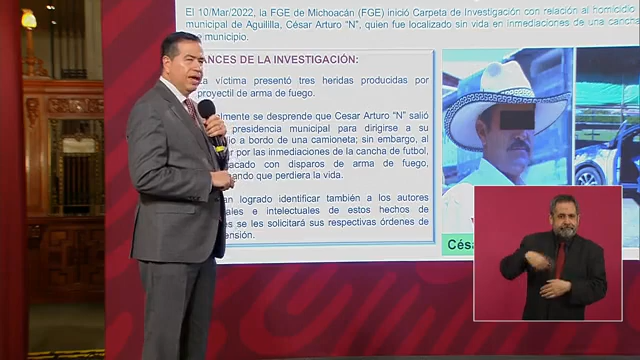 El 10/Mar/2022, la FGE de Michoacán (FGE) inició Carpeta de Investigación con relación al homicidio
municipal de Aguililla, César Arturo "N", quien fue localizado sin vida en inmediaciones de una cancha
municipio.
NCES DE LA INVESTIGACIÓN:
víctima presentó tres heridas producidas por
proyectil de arma de fuego.
lmente se desprende que Cesar Arturo "N" salió
presidencia municipal para dirigirse a su
o a bordo de una camioneta; sin embargo, al
por las inmediaciones de la cancha de futbol,
acado con disparos de arma de fuego,
ando que perdiera la vida.
an logrado identificar también a los autores
ales e intelectuales de estos hechos de
es se les solicitará sus respectivas órdenes de
ensión.
Cés